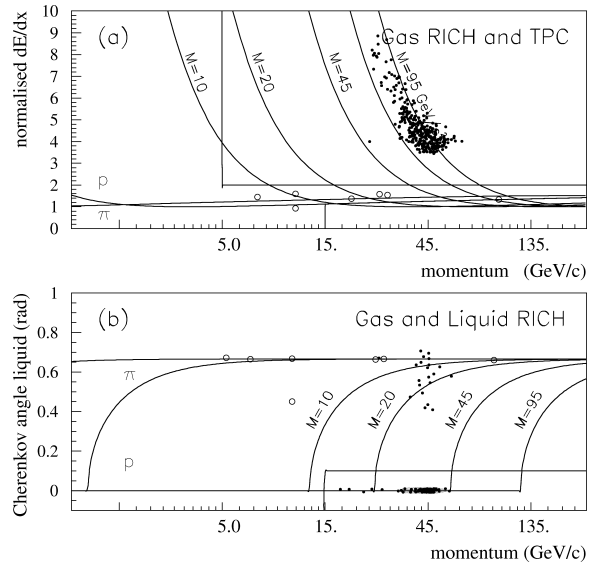 (a)
Gas RICH and TPC
normalised dE/dx
10
9
8
7
6
5
4
3
2
1
0
M=10
M=20
M=45
M=95 GeV
p
π
5.0
15.
45.
135.
momentum (GeV/c)
(b)
Gas and Liquid RICH
Cherenkov angle liquid (rad)
1
0.8
0.6
0.4
0.2
0
π
p
M=10
M=20
M=45
M=95
5.0
15.
45.
135.
momentum (GeV/c)